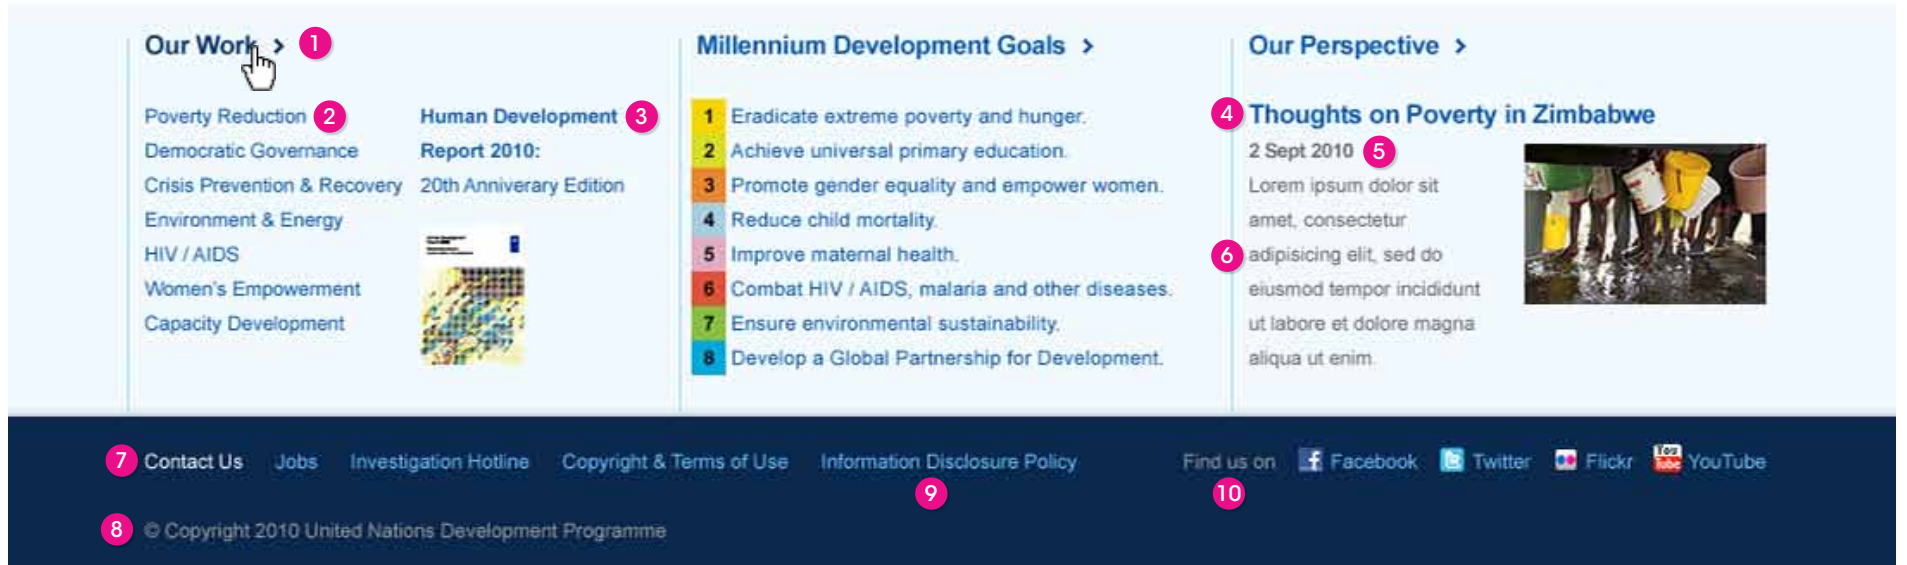 Our Work > 1
Poverty Reduction 2
Democratic Governance
Crisis Prevention & Recovery
Environment & Energy
HIV / AIDS
Women's Empowerment
Capacity Development
Human Development 3
Report 2010:
20th Anniverary Edition
Millennium Development Goals >
1 Eradicate extreme poverty and hunger.
2 Achieve universal primary education.
3 Promote gender equality and empower women.
4 Reduce child mortality.
5 Improve maternal health.
6 Combat HIV / AIDS, malaria and other diseases.
7 Ensure environmental sustainability.
8 Develop a Global Partnership for Development.
Our Perspective >
4 Thoughts on Poverty in Zimbabwe
2 Sept 2010 5
Lorem ipsum dolor sit
amet, consectetur
6 adipisicing elit, sed do
eiusmod tempor incididunt
ut labore et dolore magna
aliqua ut enim.
7 Contact Us Jobs Investigation Hotline Copyright & Terms of Use Information Disclosure Policy Find us on f Facebook Twitter Flickr You Tube YouTube
9 10
8 © Copyright 2010 United Nations Development Programme